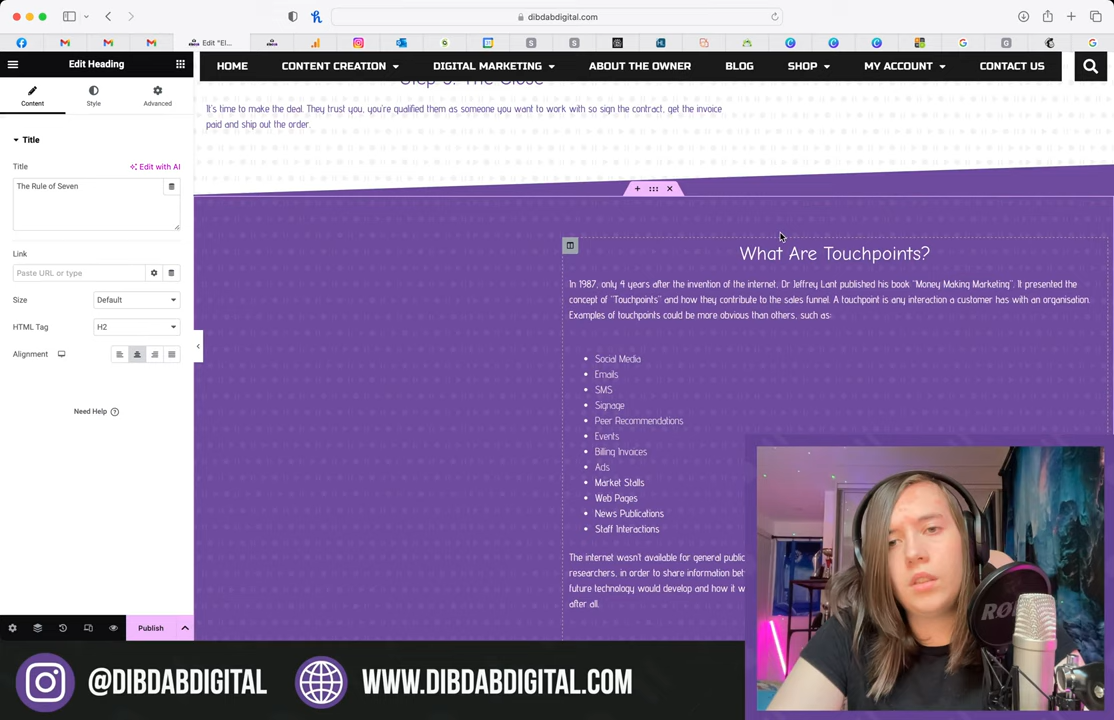 dibdabdigital.com
Edit "El...
Edit Heading
HOME
CONTENT CREATION
DIGITAL MARKETING
ABOUT THE OWNER
BLOG
SHOP
MY ACCOUNT
CONTACT US
Content
Style
Advanced
It's time to make the deal. They trust you, you're qualified them as someone you want to work with so sign the contract, get the invoice
paid and ship out the order.
Title
Title
Edit with AI
The Rule of Seven
Link
Paste URL or type
Size
Default
HTML Tag
H2
Alignment
Need Help
Publish
What Are Touchpoints?
In 1987, only 4 years after the invention of the internet, Dr Jeffrey Lant published his book "Money Making Marketing". It presented the
concept of "Touchpoints" and how they contribute to the sales funnel. A touchpoint is any interaction a customer has with an organisation.
Examples of touchpoints could be more obvious than others, such as:
Social Media
Emails
SMS
Signage
Peer Recommendations
Events
Billing Invoices
Ads
Market Stalls
Web Pages
News Publications
Staff Interactions
The internet wasn't available for general public
researchers, in order to share information bet
future technology would develop and how it w
after all.
RØDE
@DIBDABDIGITAL
WWW.DIBDABDIGITAL.COM